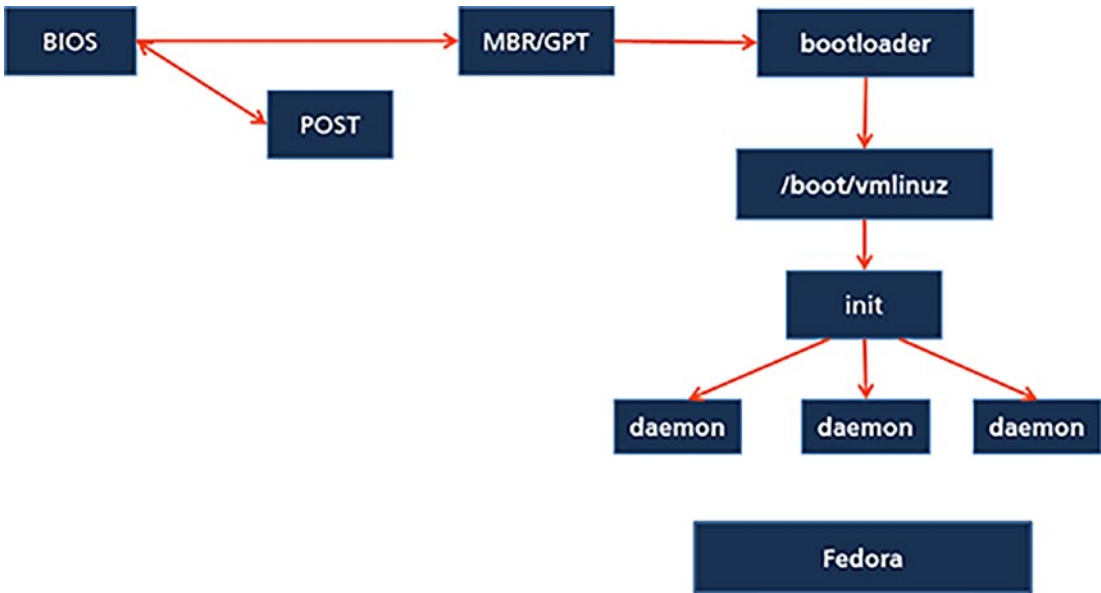 BIOS
MBR/GPT
bootloader
POST
/boot/vmlinuz
init
daemon
daemon
daemon
Fedora